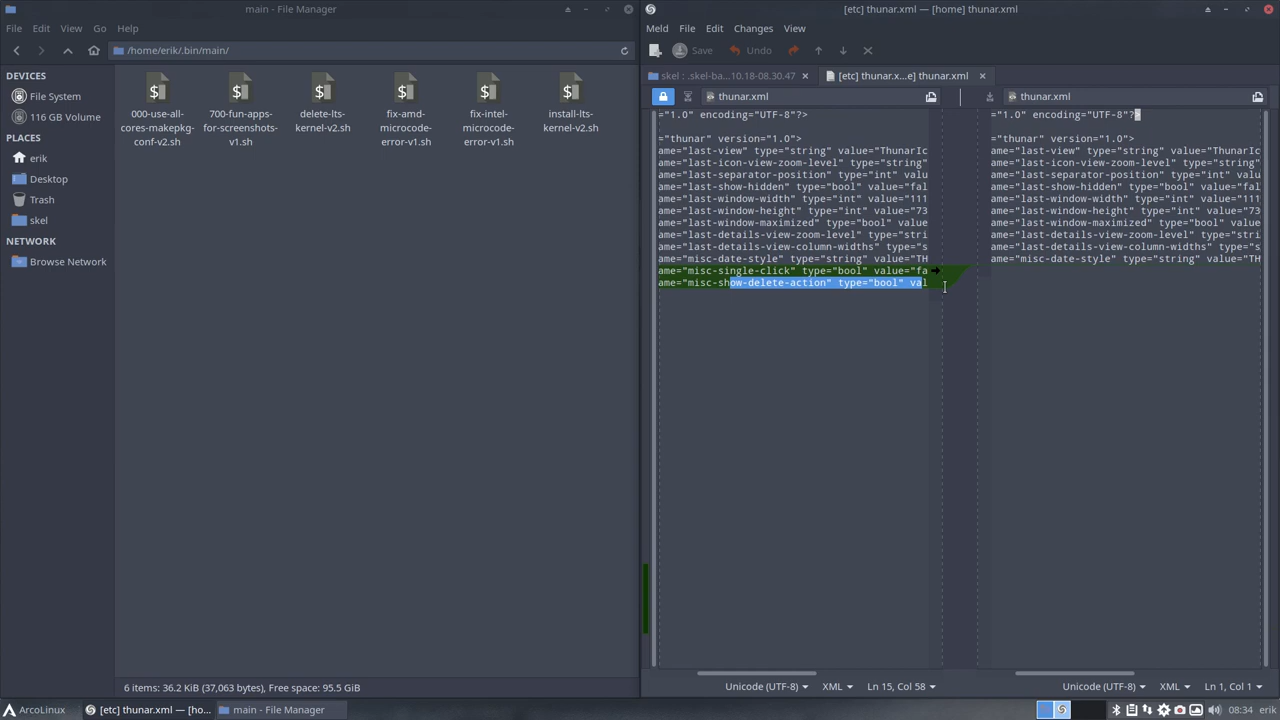 main - File Manager
File Edit View Go Help
/home/erik/.bin/main/
DEVICES
File System
116 GB Volume
PLACES
erik
Desktop
Trash
skel
NETWORK
Browse Network
000-use-all-
cores-makepkg-
conf-v2.sh
700-fun-apps-
for-screenshots-
v1.sh
delete-lts-
kernel-v2.sh
fix-amd-
microcode-
error-v1.sh
fix-intel-
microcode-
error-v1.sh
install-lts-
kernel-v2.sh
6 items: 36.2 KiB (37,063 bytes), Free space: 95.5 GiB
[etc] thunar.xml — [home] thunar.xml
Meld File Edit Changes View
Save Undo
skel : .skel-ba...10.18-08.30.47
[etc] thunar.x...e] thunar.xml
thunar.xml
="1.0" encoding="UTF-8"?>
="thunar" version="1.0">
ame="last-view" type="string" value="ThunarIc
ame="last-icon-view-zoom-level" type="string"
ame="last-separator-position" type="int" valu
ame="last-show-hidden" type="bool" value="fal
ame="last-window-width" type="int" value="111
ame="last-window-height" type="int" value="73
ame="last-window-maximized" type="bool" value
ame="last-details-view-zoom-level" type="stri
ame="last-details-view-column-widths" type="s
ame="misc-date-style" type="string" value="TH
ame="misc-single-click" type="bool" value="fa
ame="misc-show-delete-action" type="bool" val
Unicode (UTF-8) XML Ln 15, Col 58
thunar.xml
="1.0" encoding="UTF-8"?>
="thunar" version="1.0">
ame="last-view" type="string" value="ThunarIc
ame="last-icon-view-zoom-level" type="string"
ame="last-separator-position" type="int" valu
ame="last-show-hidden" type="bool" value="fal
ame="last-window-width" type="int" value="111
ame="last-window-height" type="int" value="73
ame="last-window-maximized" type="bool" value
ame="last-details-view-zoom-level" type="stri
ame="last-details-view-column-widths" type="s
ame="misc-date-style" type="string" value="TH
Unicode (UTF-8) XML Ln 1, Col 1
ArcoLinux
[etc] thunar.xml — [ho...
main - File Manager
08:34 erik